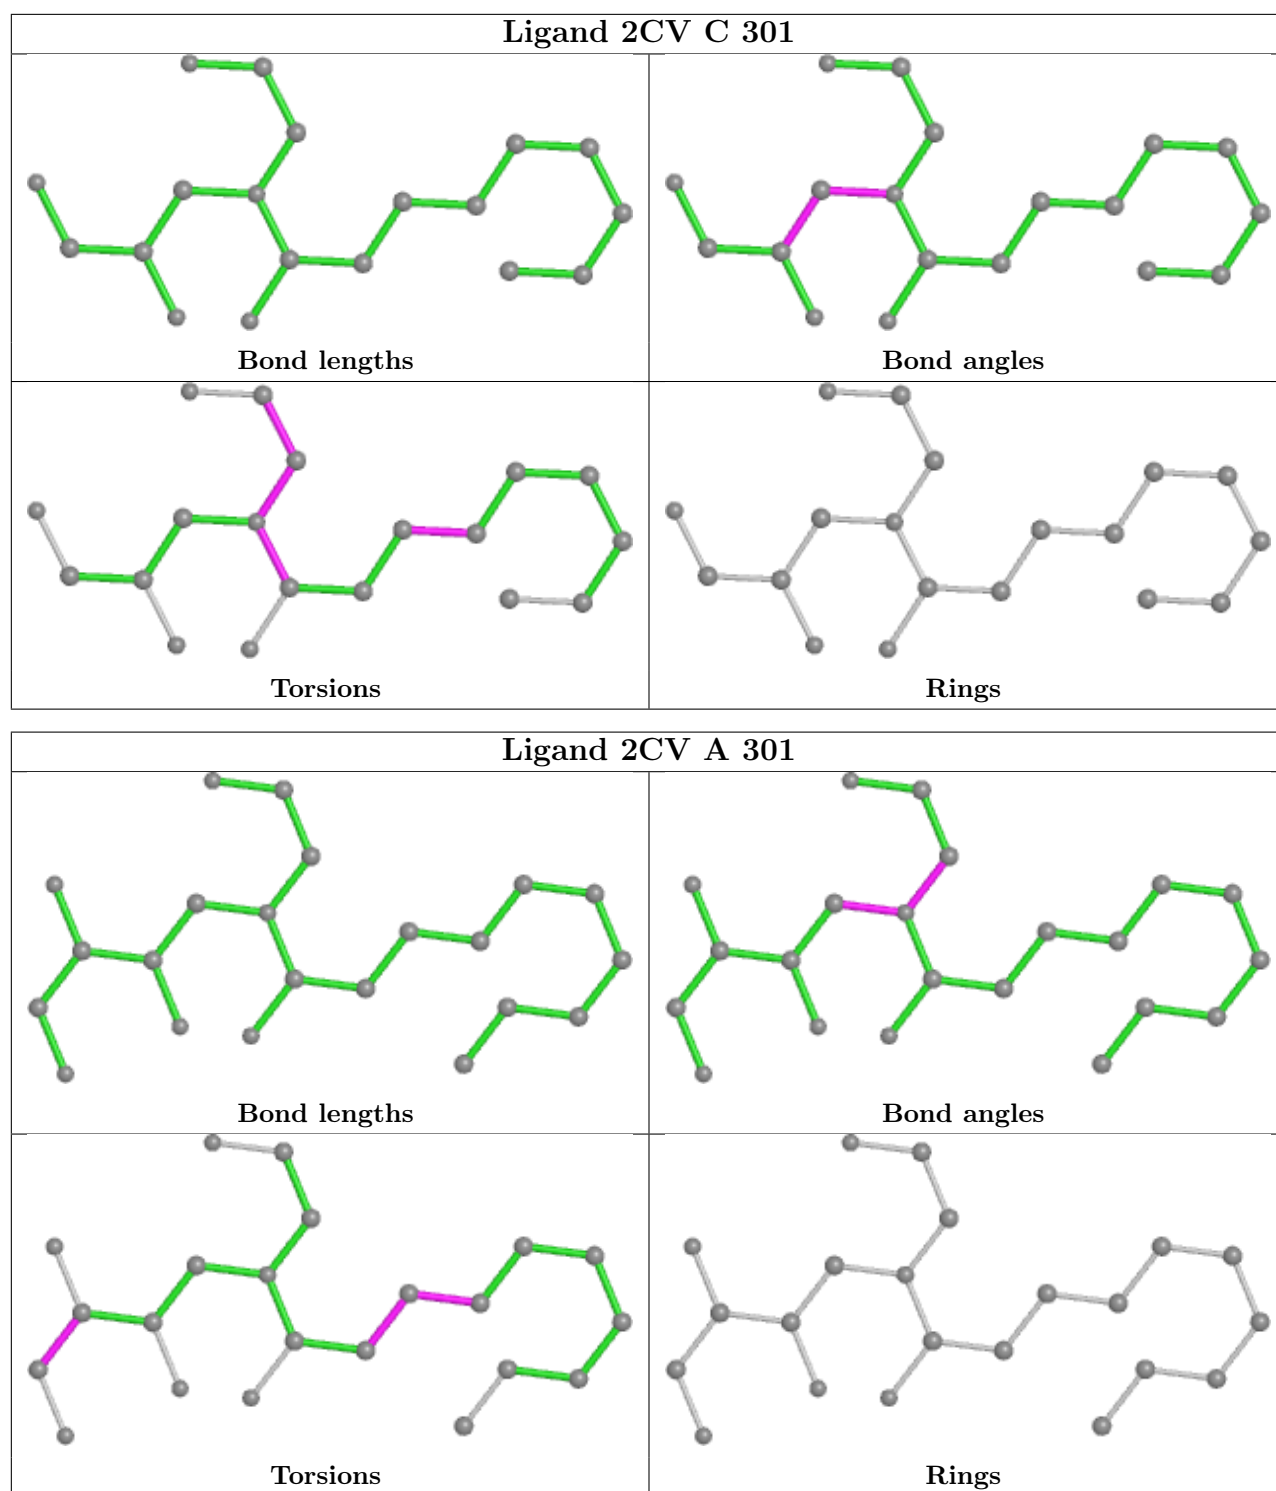 Ligand 2CV C 301
Bond lengths
Bond angles
Torsions
Rings
Ligand 2CV A 301
Bond lengths
Bond angles
Torsions
Rings